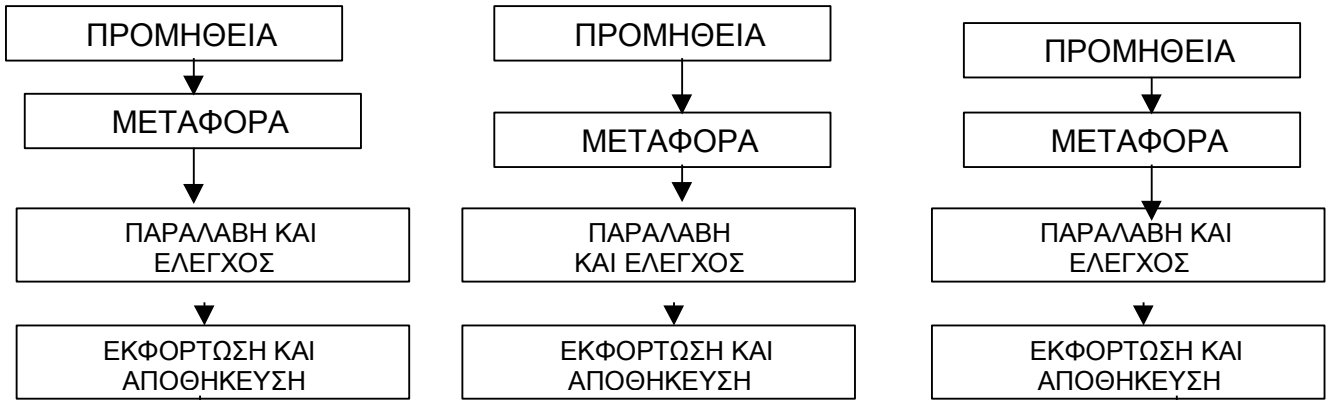 ΠΡΟΜΗΘΕΙΑ
ΜΕΤΑΦΟΡΑ
ΠΑΡΑΛΑΒΗ ΚΑΙ
ΕΛΕΓΧΟΣ
ΕΚΦΟΡΤΩΣΗ ΚΑΙ
ΑΠΟΘΗΚΕΥΣΗ
ΠΡΟΜΗΘΕΙΑ
ΜΕΤΑΦΟΡΑ
ΠΑΡΑΛΑΒΗ
ΚΑΙ ΕΛΕΓΧΟΣ
ΕΚΦΟΡΤΩΣΗ ΚΑΙ
ΑΠΟΘΗΚΕΥΣΗ
ΠΡΟΜΗΘΕΙΑ
ΜΕΤΑΦΟΡΑ
ΠΑΡΑΛΑΒΗ ΚΑΙ
ΕΛΕΓΧΟΣ
ΕΚΦΟΡΤΩΣΗ ΚΑΙ
ΑΠΟΘΗΚΕΥΣΗ